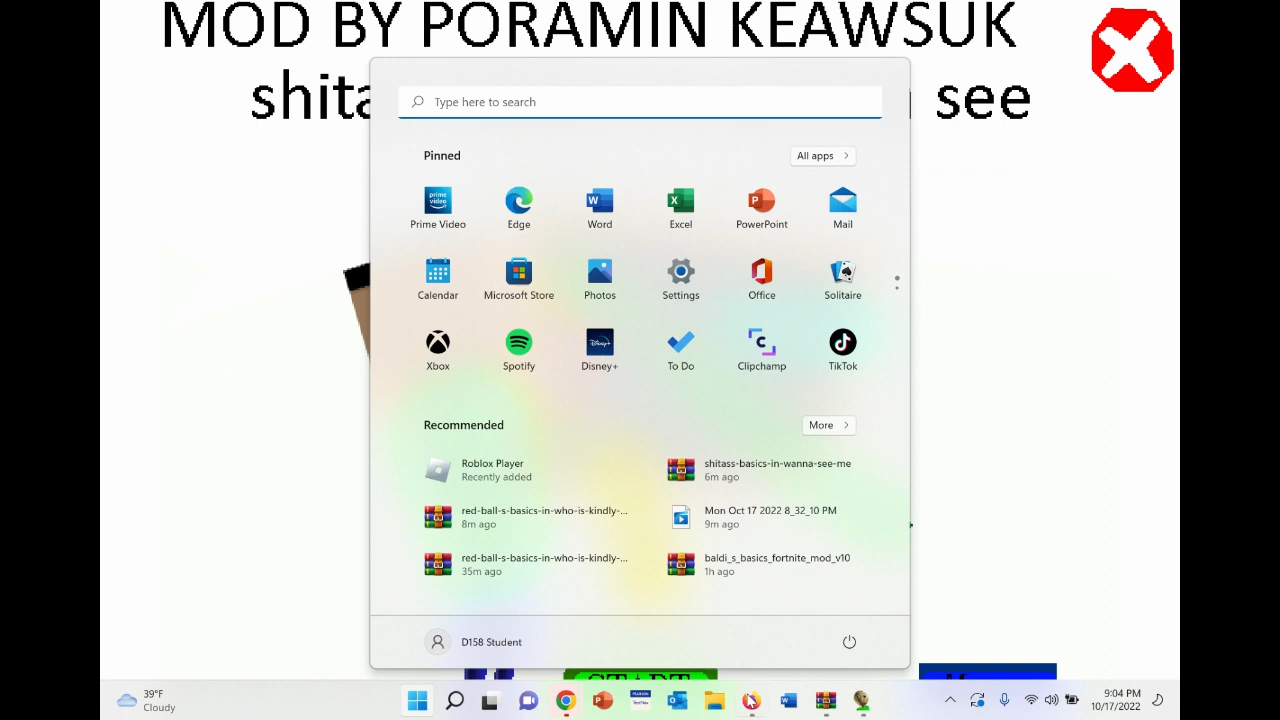 MOD BY PORAMIN KEAWSUK
shitas see
Type here to search
Pinned
All apps
prime video
Prime Video
Edge
Word
Excel
PowerPoint
Mail
Calendar
Microsoft Store
Photos
Settings
Office
Solitaire
Xbox
Spotify
Disney+
To Do
Clipchamp
TikTok
Recommended
More
Roblox Player
Recently added
shitass-basics-in-wanna-see-me
6m ago
red-ball-s-basics-in-who-is-kindly-...
8m ago
Mon Oct 17 2022 8_32_10 PM
9m ago
red-ball-s-basics-in-who-is-kindly-...
35m ago
baldi_s_basics_fortnite_mod_v10
1h ago
D158 Student
START
39°F
Cloudy
9:04 PM
10/17/2022